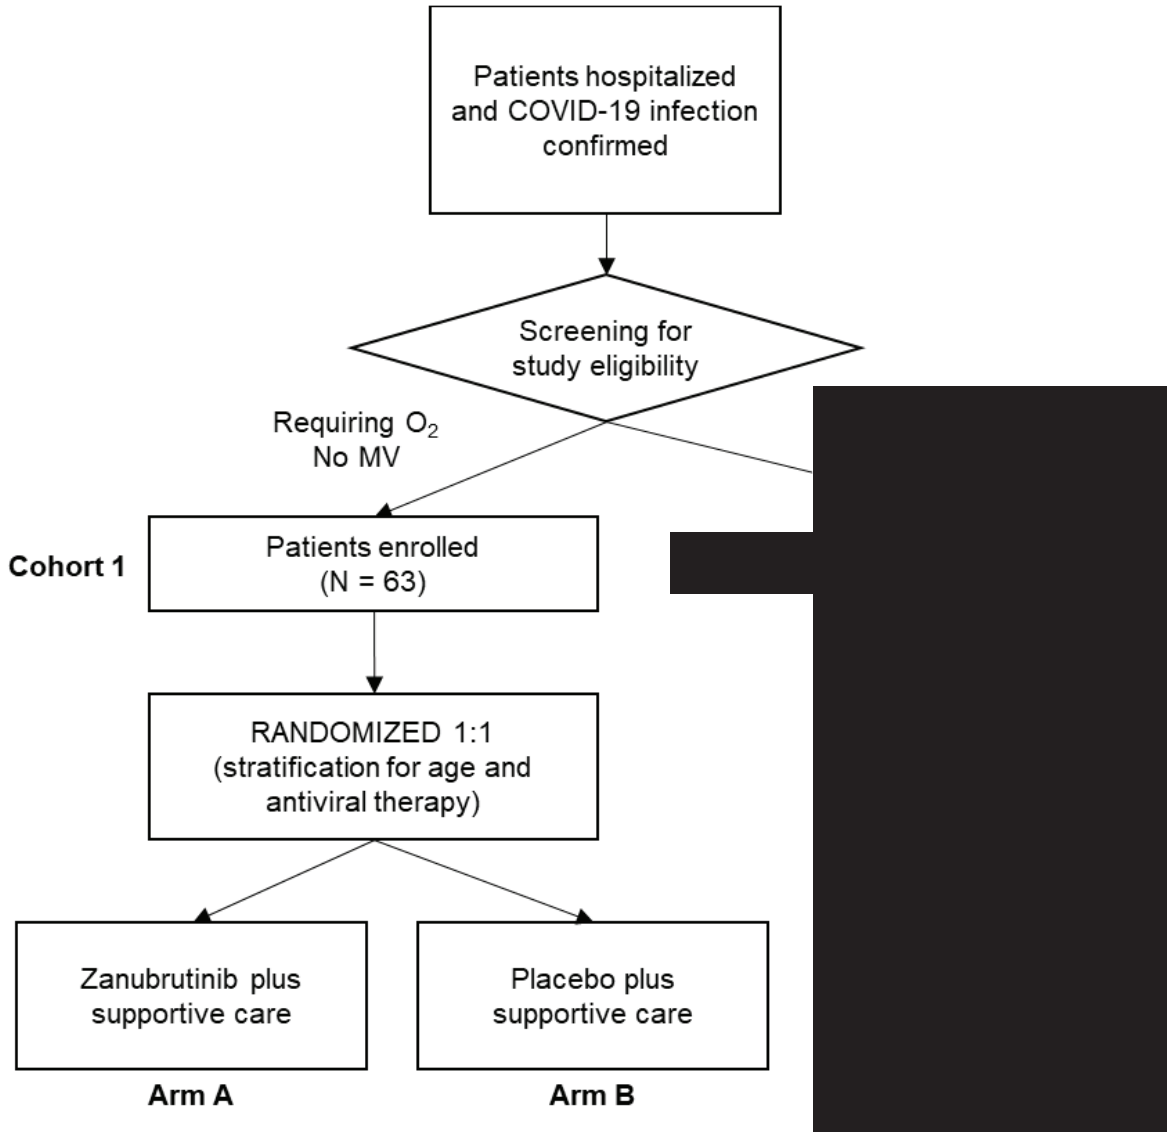 Patients hospitalized
and COVID-19 infection
confirmed
Screening for
study eligibility
Requiring O₂
No MV
Cohort 1
Patients enrolled
(N = 63)
RANDOMIZED 1:1
(stratification for age and
antiviral therapy)
Zanubrutinib plus
supportive care
Placebo plus
supportive care
Arm A
Arm B